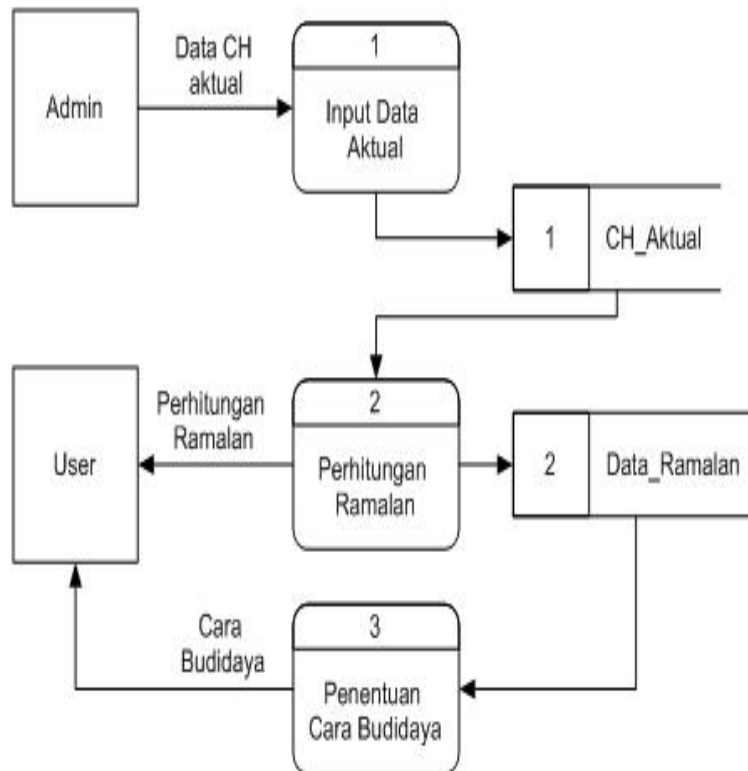 Admin
Data CH
aktual
1
Input Data
Aktual
1
CH_Aktual
User
Perhitungan
Ramalan
2
Perhitungan
Ramalan
2
Data_Ramalan
Cara
Budidaya
3
Penentuan
Cara Budidaya